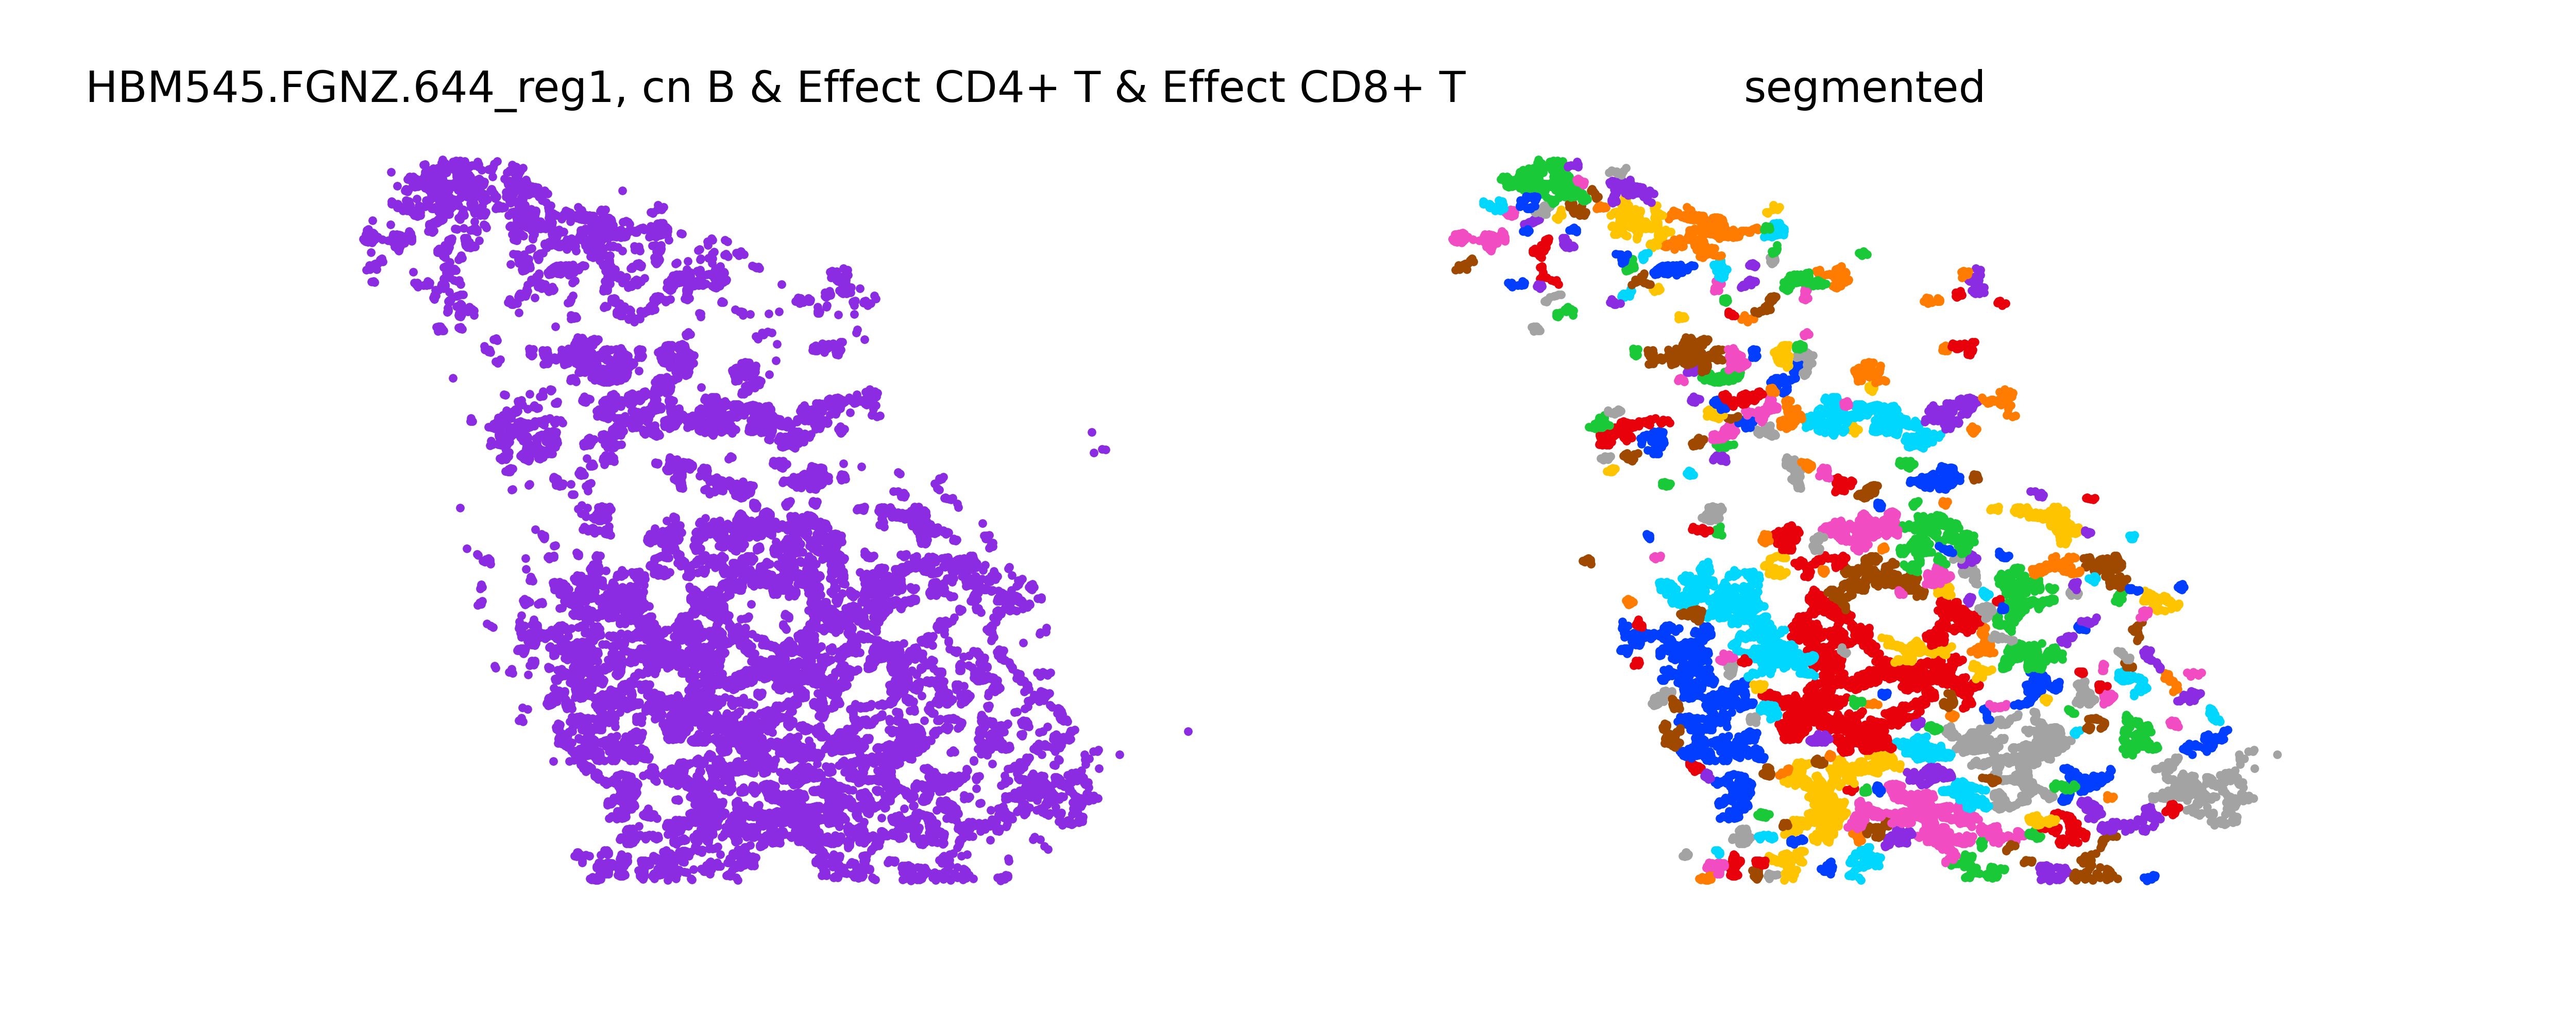 HBM545.FGNZ.644_reg1, cn B & Effect CD4+ T & Effect CD8+ T
segmented